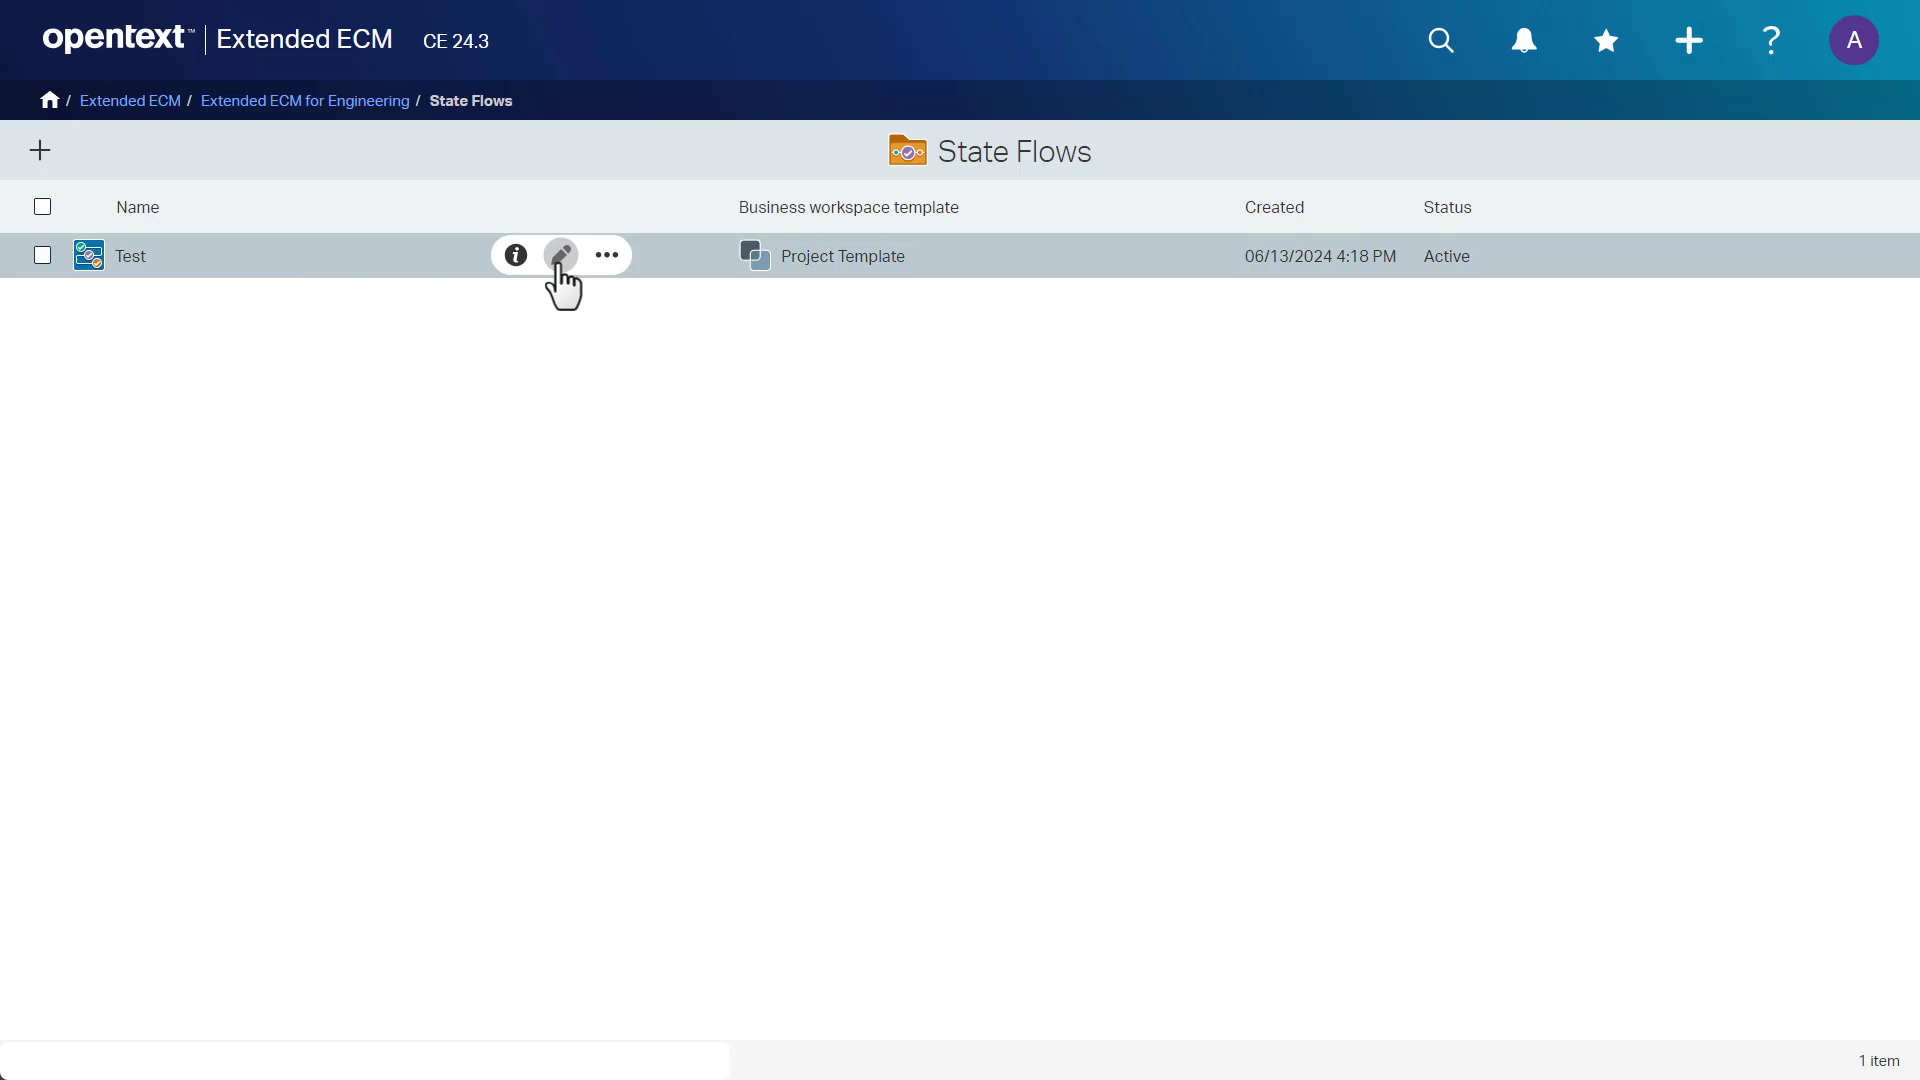 opentext™ | Extended ECM CE 24.3
A
/ Extended ECM / Extended ECM for Engineering / State Flows
State Flows
Name Business workspace template Created Status
Test Project Template 06/13/2024 4:18 PM Active
1 item